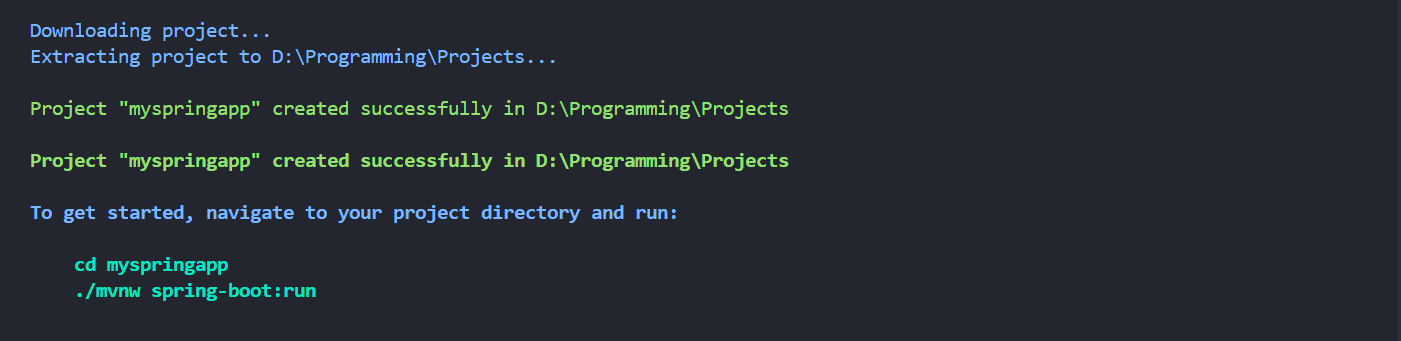 Downloading project...
Extracting project to D:\Programming\Projects...
Project "myspringapp" created successfully in D:\Programming\Projects
Project "myspringapp" created successfully in D:\Programming\Projects
To get started, navigate to your project directory and run:
cd myspringapp
./mvnw spring-boot:run